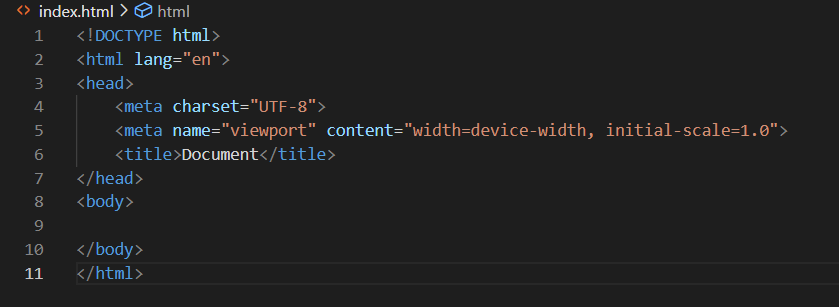 index.html > html
1 <!DOCTYPE html>
2 <html lang="en">
3 <head>
4     <meta charset="UTF-8">
5     <meta name="viewport" content="width=device-width, initial-scale=1.0">
6     <title>Document</title>
7 </head>
8 <body>
9
10 </body>
11 </html>